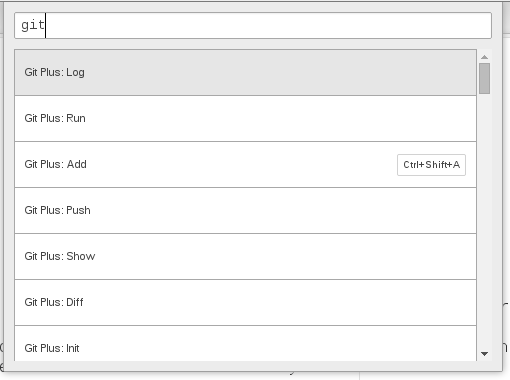 git
Git Plus: Log
Git Plus: Run
Git Plus: Add
Ctrl+Shift+A
Git Plus: Push
Git Plus: Show
Git Plus: Diff
Git Plus: Init